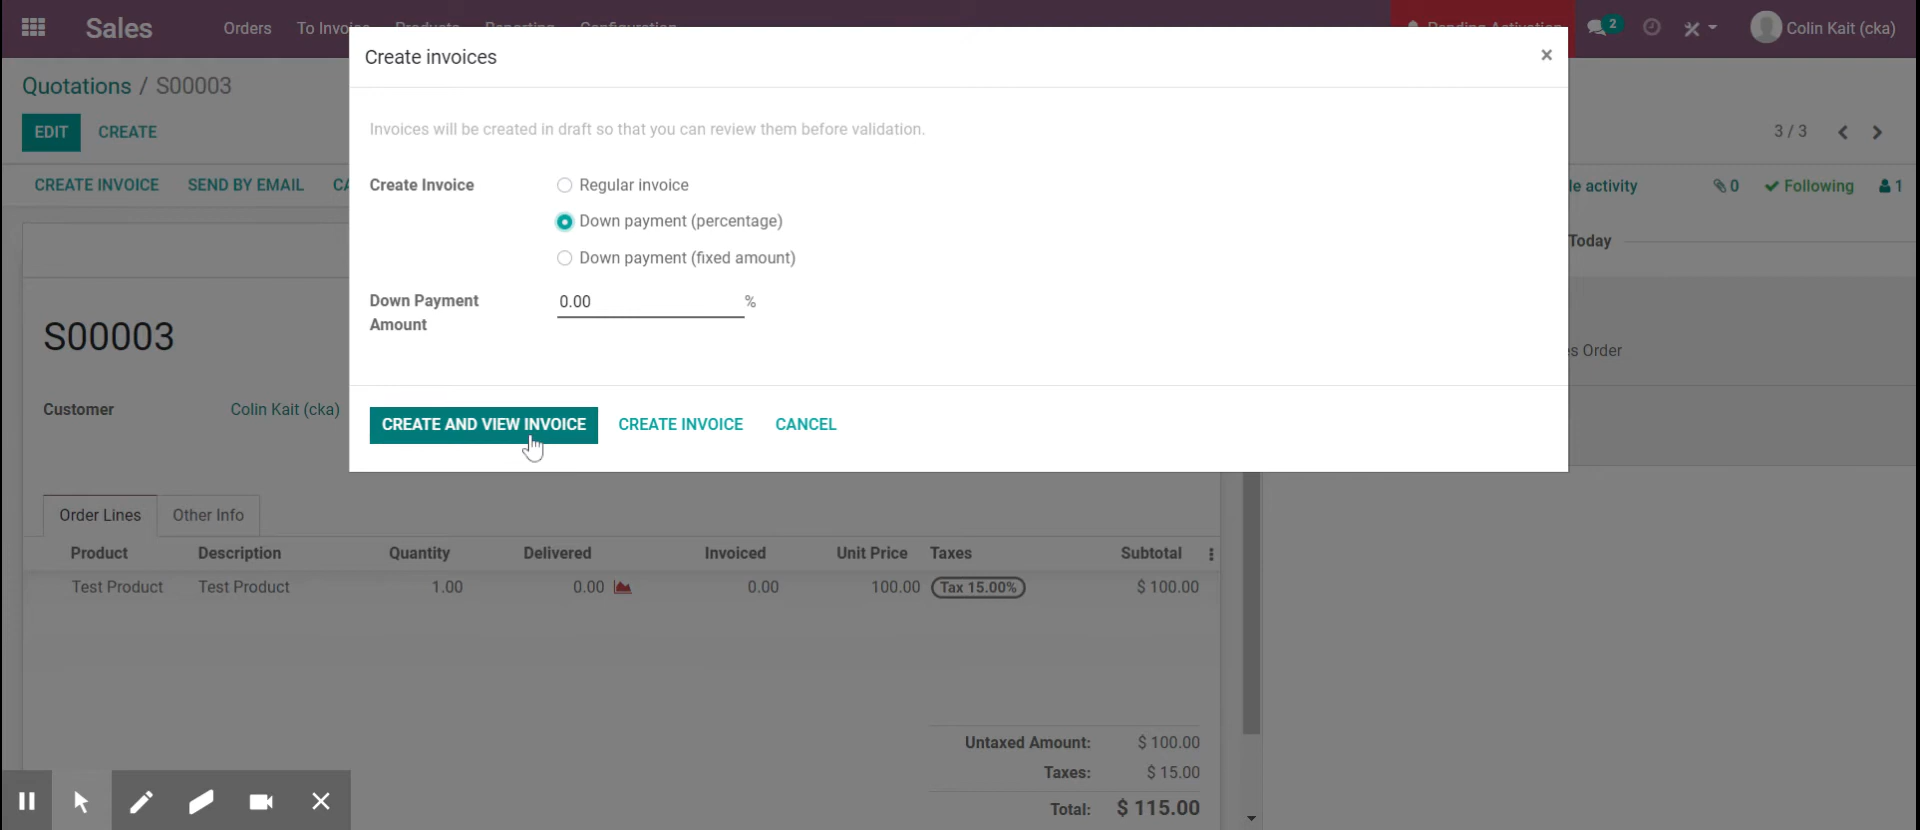 Sales
Orders
To Invoice
Products
Reporting
Configuration
Pending Activation
2
Colin Kait (cka)
Create invoices
×
Quotations / S00003
EDIT
CREATE
3 / 3
Invoices will be created in draft so that you can review them before validation.
CREATE INVOICE
SEND BY EMAIL
CA
le activity
0
Following
1
Create Invoice
Regular invoice
Down payment (percentage)
Down payment (fixed amount)
Today
Down Payment
Amount
0.00
%
S00003
es Order
Customer
Colin Kait (cka)
CREATE AND VIEW INVOICE
CREATE INVOICE
CANCEL
Order Lines
Other Info
Product
Description
Quantity
Delivered
Invoiced
Unit Price
Taxes
Subtotal
Test Product
Test Product
1.00
0.00
0.00
100.00
Tax 15.00%
$ 100.00
Untaxed Amount:
$ 100.00
Taxes:
$ 15.00
Total:
$ 115.00